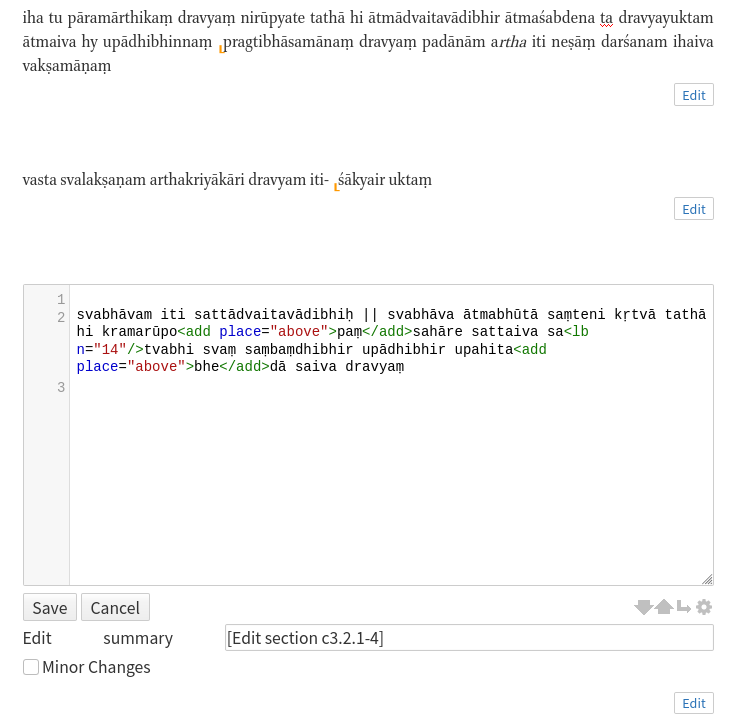 iha tu pāramārthikaṃ dravyaṃ nirūpyate tathā hi ātmādvaitavādibhir ātmaśabdena ta dravyayuktam
ātmaiva hy upādhibhinnaṃ pragtibhāsamānaṃ dravyaṃ padānām artha iti neṣāṃ darśanam ihaiva
vakṣamāṇaṃ
Edit
vasta svalakṣaṇam arthakriyākāri dravyam iti- śākyair uktaṃ
Edit
1
2 svabhāvam iti sattādvaitavādibhiḥ || svabhāva ātmabhūtā saṃteni kṛtvā tathā
hi kramarūpo<add place="above">paṃ</add>sahāre sattaiva sa<lb
n="14"/>tvabhi svaṃ saṃbaṃdhibhir upādhibhir upahita<add
place="above">bhe</add>dā saiva dravyaṃ
3
Save Cancel
Edit summary [Edit section c3.2.1-4]
Minor Changes
Edit